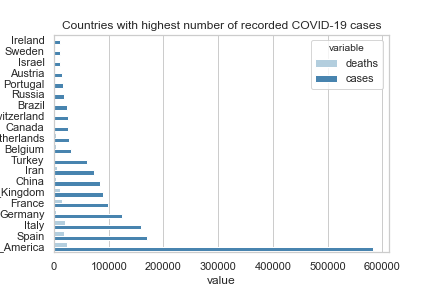 Countries with highest number of recorded COVID-19 cases
Ireland
Sweden
Israel
Austria
Portugal
Russia
Brazil
witzerland
Canada
therlands
Belgium
Turkey
Iran
China
_Kingdom
France
Germany
Italy
Spain
_America
variable
deaths
cases
0
100000
200000
300000
400000
500000
600000
value